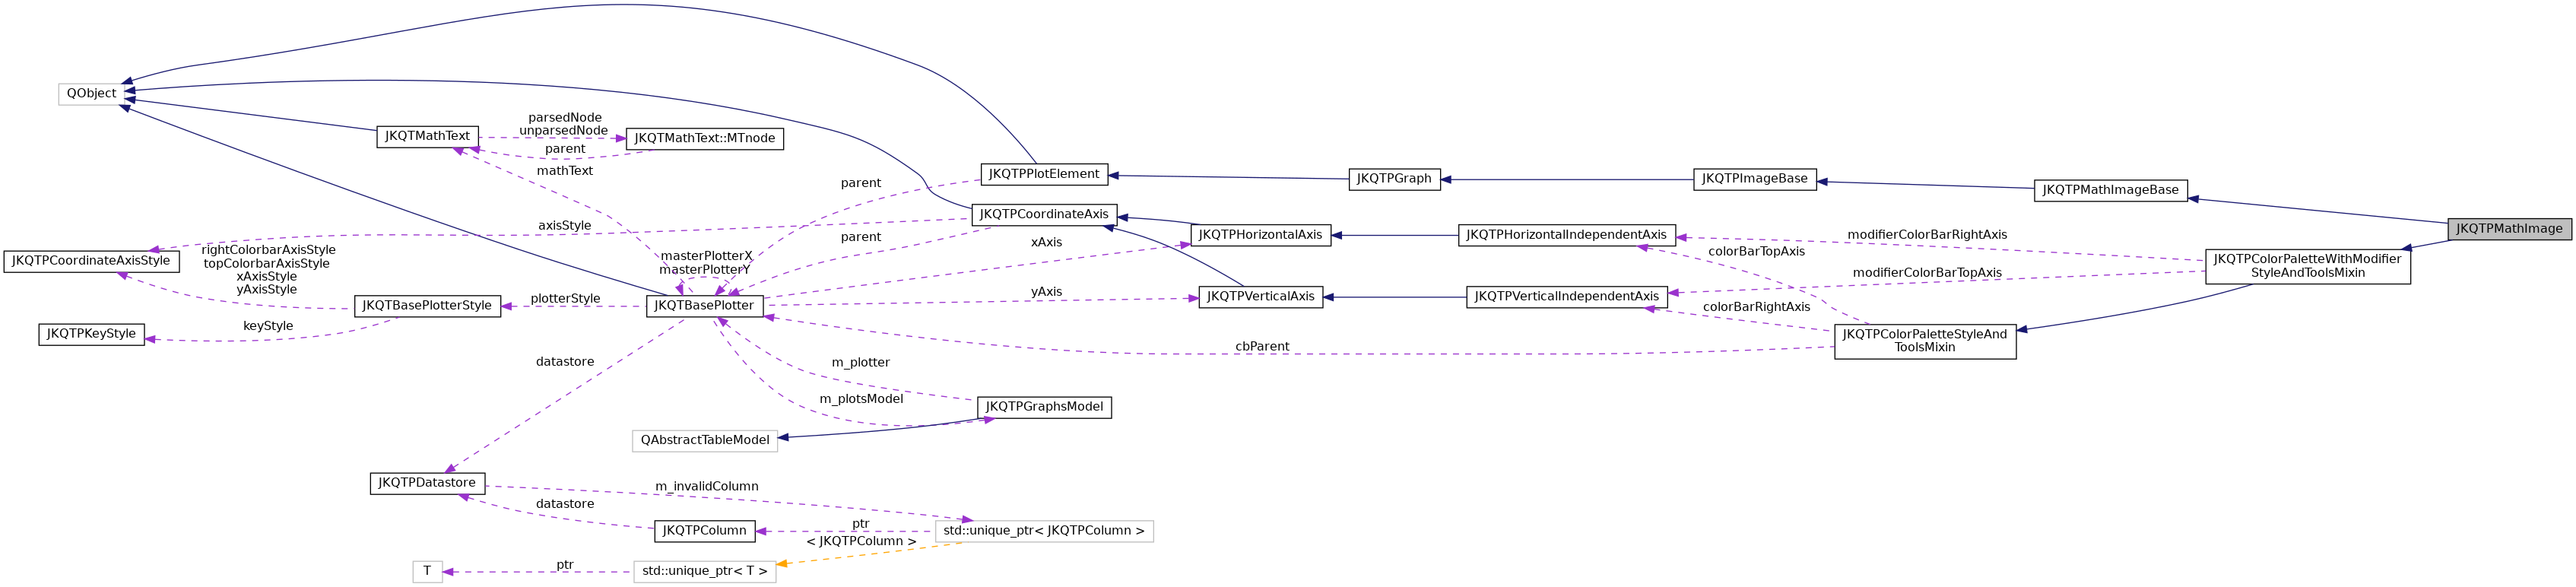 QObject
JKQTMathText
parsedNode
unparsedNode
JKQTMathText::MTnode
parent
mathText
JKQTPPlotElement
JKQTPGraph
JKQTPImageBase
JKQTPMathImageBase
JKQTPMathImage
parent
JKQTPCoordinateAxis
axisStyle
parent
xAxis
JKQTPHorizontalAxis
JKQTPHorizontalIndependentAxis
modifierColorBarRightAxis
colorBarTopAxis
JKQTPColorPaletteWithModifier
StyleAndToolsMixin
modifierColorBarTopAxis
JKQTPCoordinateAxisStyle
rightColorbarAxisStyle
topColorbarAxisStyle
xAxisStyle
yAxisStyle
masterPlotterX
masterPlotterY
JKQTBasePlotterStyle
plotterStyle
JKQTBasePlotter
yAxis
JKQTPVerticalAxis
JKQTPVerticalIndependentAxis
colorBarRightAxis
JKQTPKeyStyle
keyStyle
JKQTPColorPaletteStyleAnd
ToolsMixin
cbParent
datastore
m_plotter
m_plotsModel
JKQTPGraphsModel
QAbstractTableModel
JKQTPDatastore
m_invalidColumn
datastore
JKQTPColumn
ptr
std::unique_ptr< JKQTPColumn >
< JKQTPColumn >
T
ptr
std::unique_ptr< T >